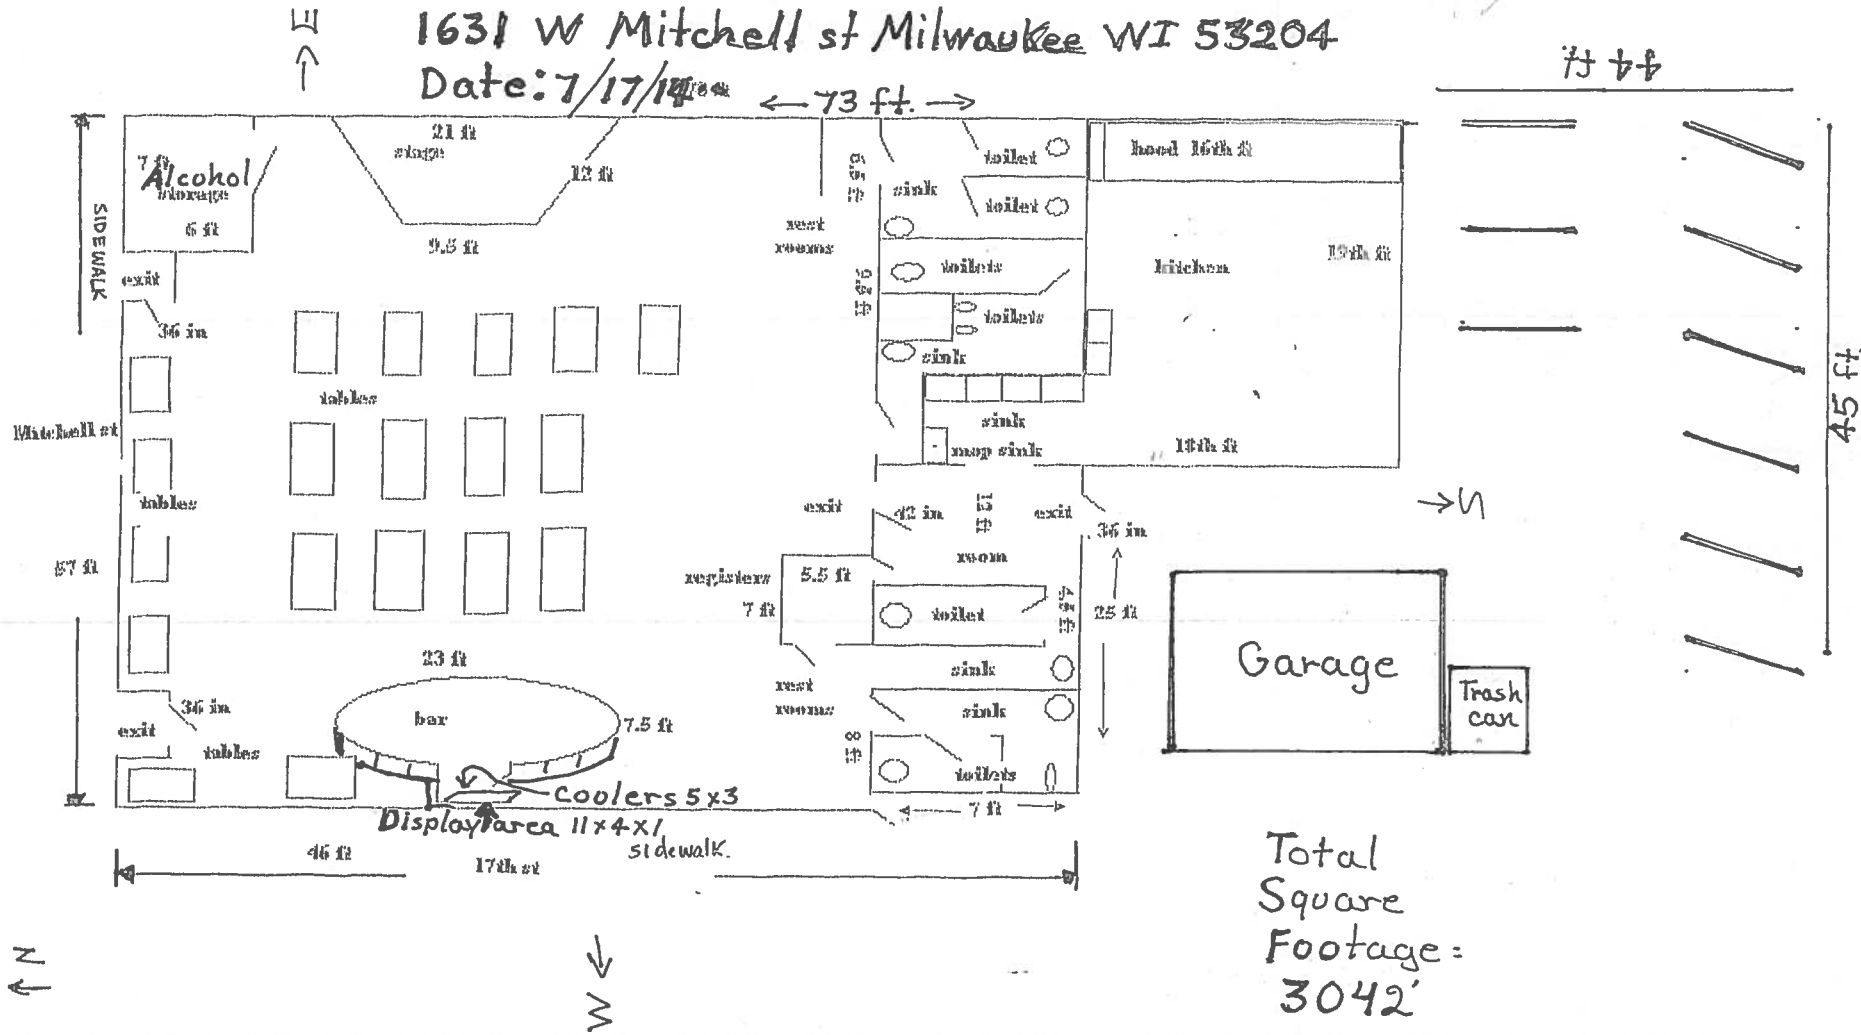 E
1631 W Mitchell st Milwaukee WI 53204
Date: 7/17/14
73 ft.
44 ft
21 ft
stage
12 ft
9.5 ft
7 ft
Alcohol
storage
6 ft
SIDEWALK
exit
36 in
Mitchell st
tables
tables
57 ft
36 in
exit
tables
rest
rooms
sink
toilet
toilet
toilets
toilets
sink
sink
mop sink
hood 16th ft
kitchen
19th ft
18th ft
45 ft
S
exit
42 in
exit
36 in
room
registers
5.5 ft
7 ft
toilet
25 ft
sink
rest
rooms
sink
8 ft
toilets
7 ft
23 ft
bar
7.5 ft
coolers 5x3
Display area 11x4x1
sidewalk.
46 ft
17th st
Garage
Trash
can
Total
Square
Footage:
3042'
N
W